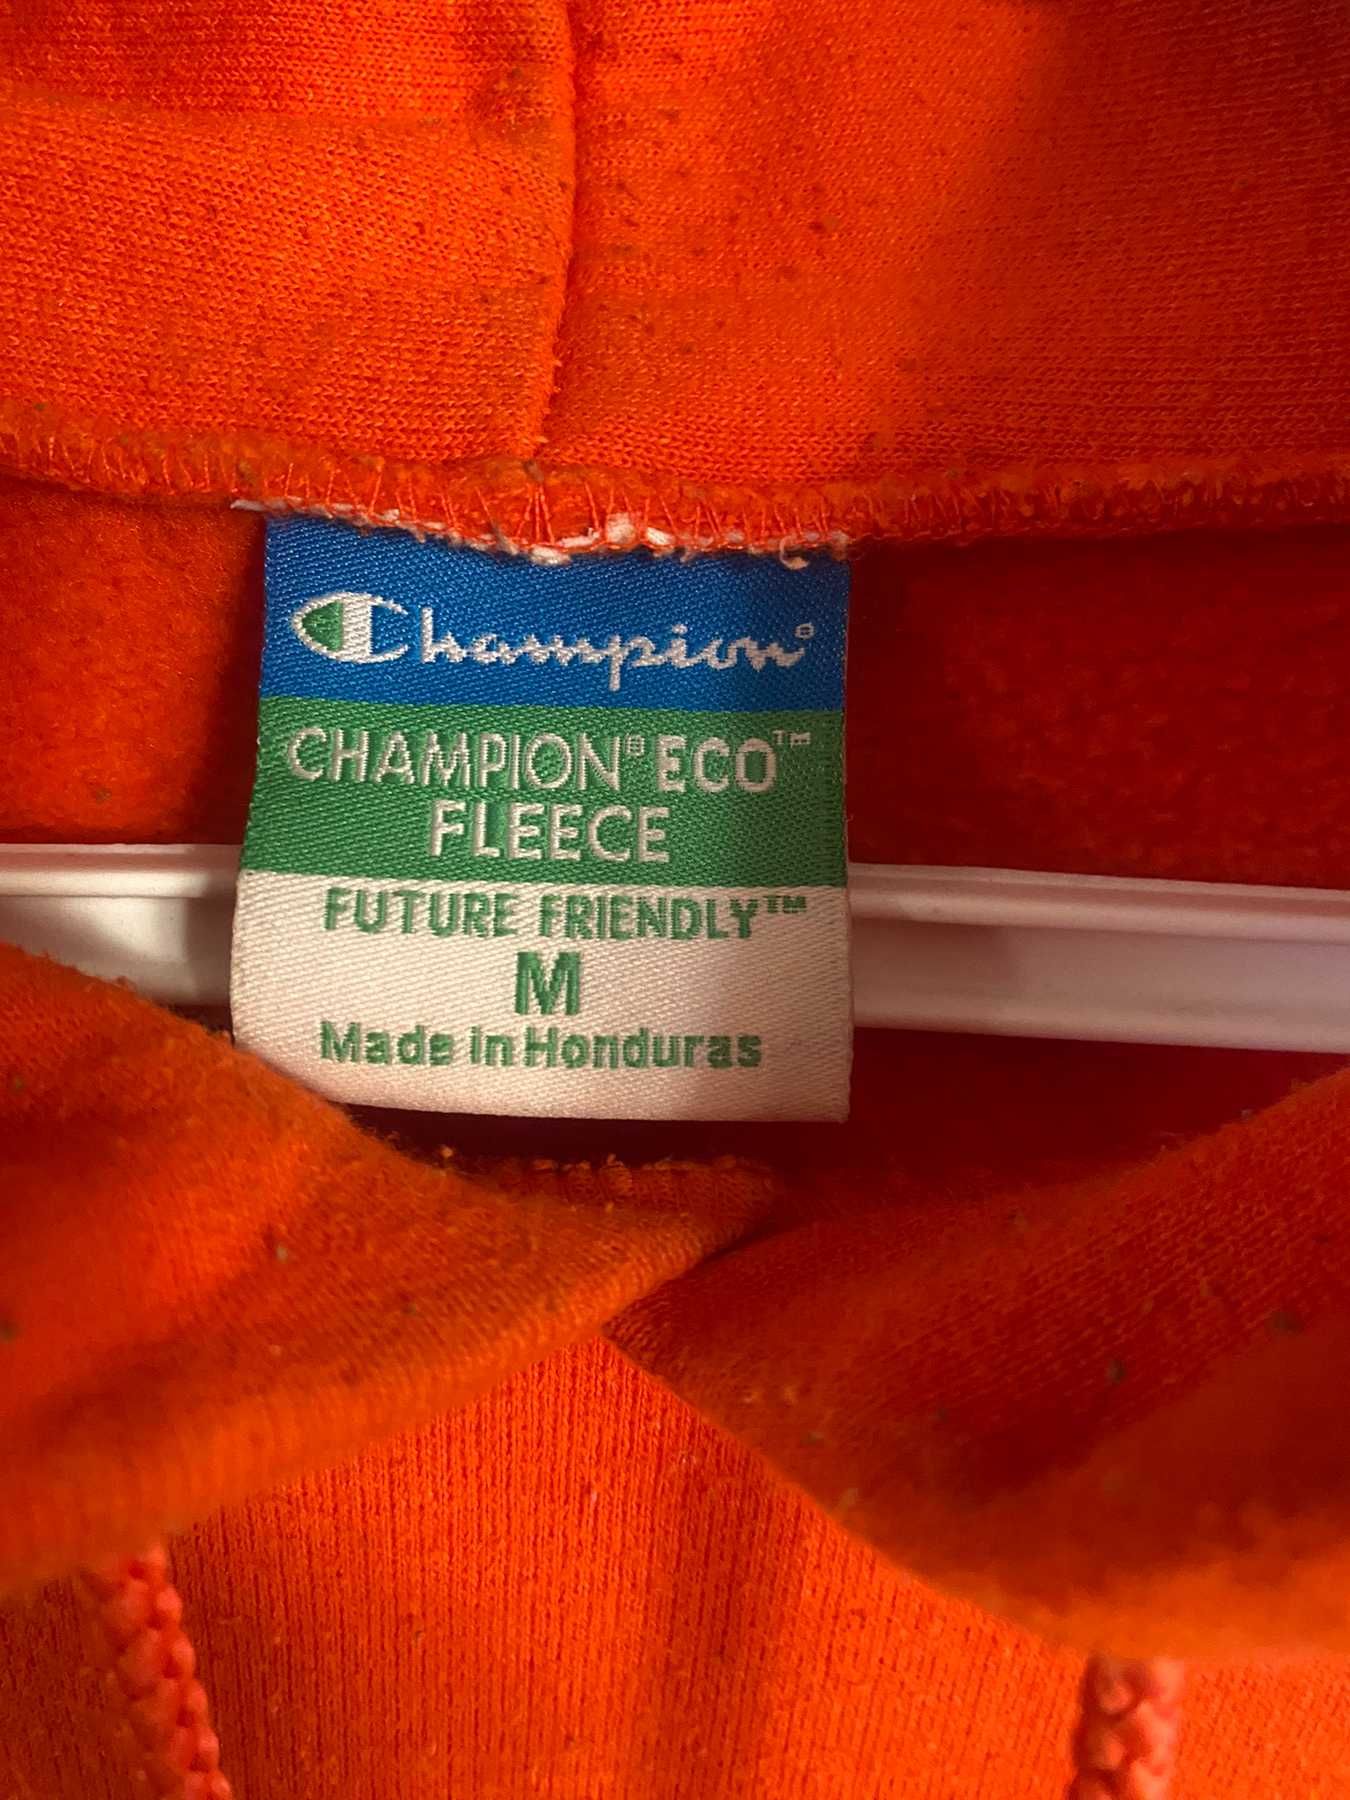 Champion®
CHAMPION® ECO™
FLEECE
FUTURE FRIENDLY™
M
Made in Honduras